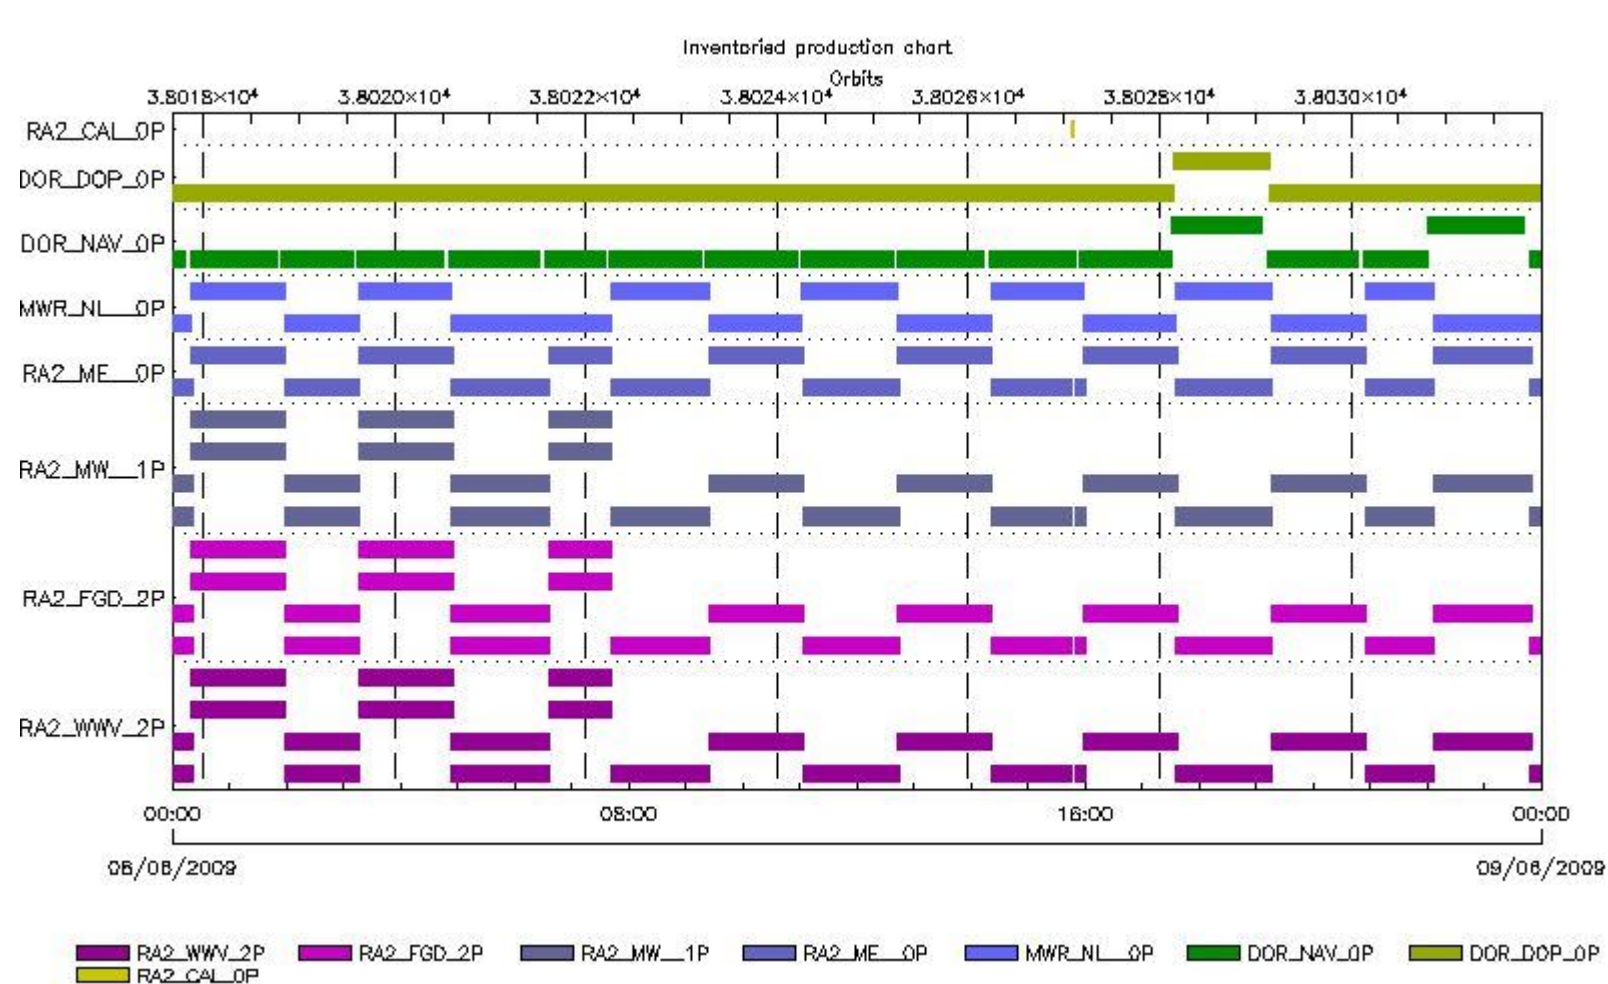 Inventoried production chart
Orbits
3.8018×10⁴ 3.8020×10⁴ 3.8022×10⁴ 3.8024×10⁴ 3.8026×10⁴ 3.8028×10⁴ 3.8030×10⁴
RA2_CAL_0P
DOR_DOP_0P
DOR_NAV_0P
MWR_NL__0P
RA2_ME__0P
RA2_MW__1P
RA2_FGD_2P
RA2_WWV_2P
00:00 08:00 16:00 00:00
08/06/2009 09/06/2009
RA2_WWV_2P RA2_FGD_2P RA2_MW__1P RA2_ME__0P MWR_NL__0P DOR_NAV_0P DOR_DOP_0P
RA2_CAL_0P